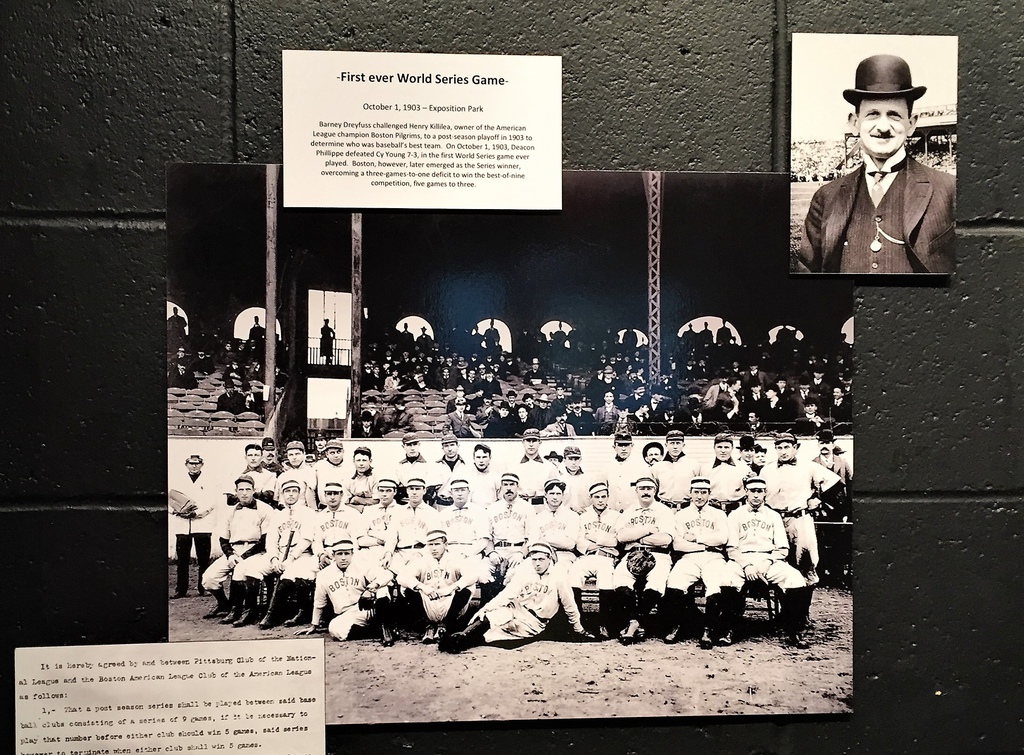 -First ever World Series Game-
October 1, 1903 – Exposition Park
Barney Dreyfuss challenged Henry Killilea, owner of the American
League champion Boston Pilgrims, to a post-season playoff in 1903 to
determine who was baseball's best team. On October 1, 1903, Deacon
Phillippe defeated Cy Young 7-3, in the first World Series game ever
played. Boston, however, later emerged as the Series winner,
overcoming a three-games-to-one deficit to win the best-of-nine
competition, five games to three.
BOSTON BOSTON BOSTON BOSTON BOSTON BOSTON
BOSTON BOSTON BOSTON
It is hereby agreed by and between Pittsburg Club of the Nation-
al League and the Boston American League Club of the American League
as follows:
1,- That a post season series shall be played between said base
ball clubs consisting of a series of 9 games, if it be necessary to
play that number before either club should win 5 games, said series
however to terminate when either club shall win 5 games.